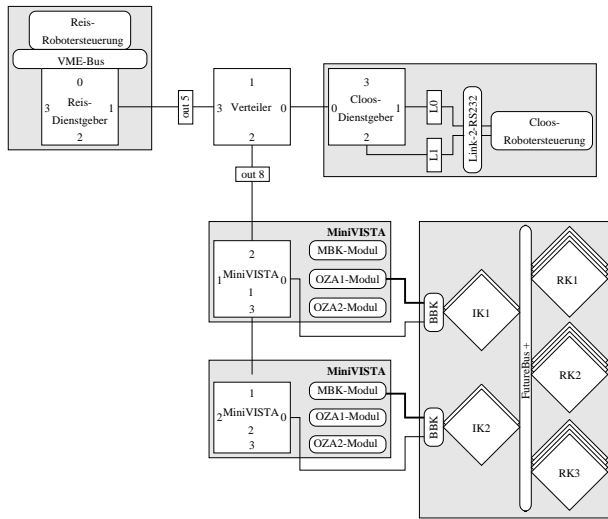 Reis-
Robotersteuerung
VME-Bus
0
3
Reis-
Dienstgeber
1
2
out 5
1
3
Verteiler
0
2
out 8
3
0
Cloos-
Dienstgeber
1
2
L0
L1
Link-2-RS232
Cloos-
Robotersteuerung
MiniVISTA
2
1
MiniVISTA
0
1
3
MBK-Modul
OZA1-Modul
OZA2-Modul
BBK
IK1
MiniVISTA
1
2
MiniVISTA
0
2
3
MBK-Modul
OZA1-Modul
OZA2-Modul
BBK
IK2
FutureBus +
RK1
RK2
RK3